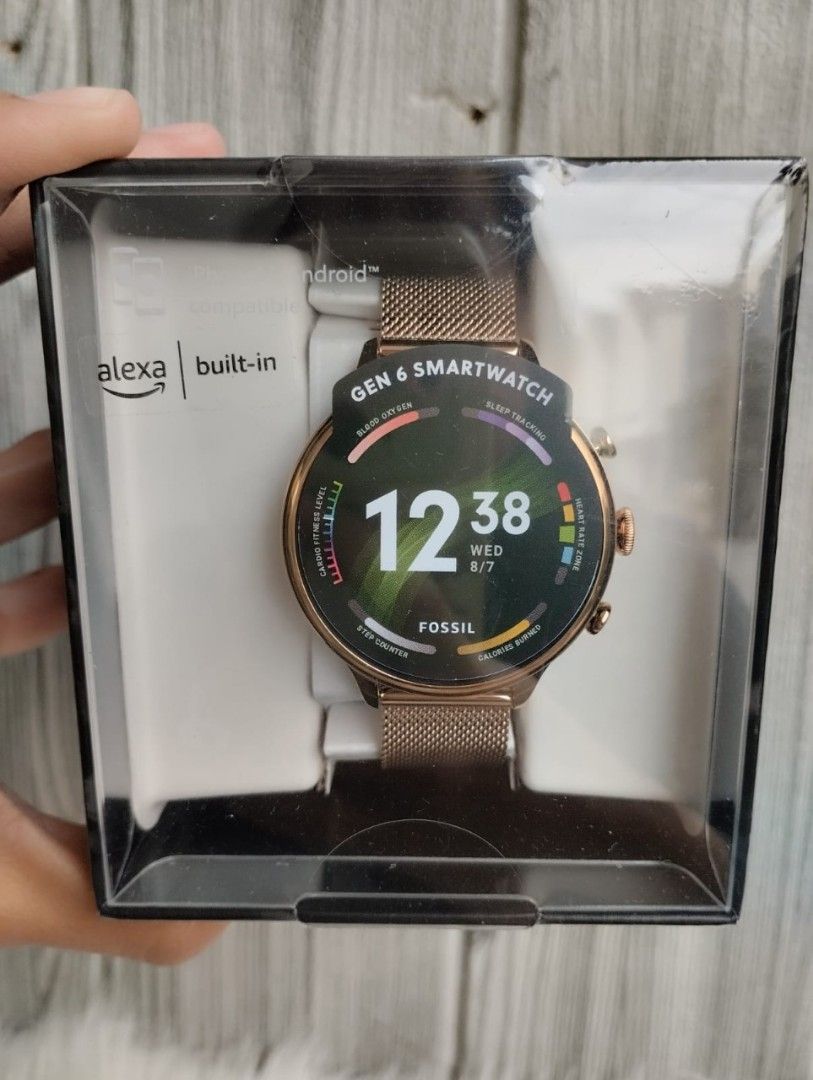 ndroid™
compatible
alexa | built-in
GEN 6 SMARTWATCH
BLOOD OXYGEN
SLEEP TRACKING
CARDIO FITNESS LEVEL
HEART RATE ZONE
12 38
WED
8/7
FOSSIL
STEP COUNTER
CALORIES BURNED